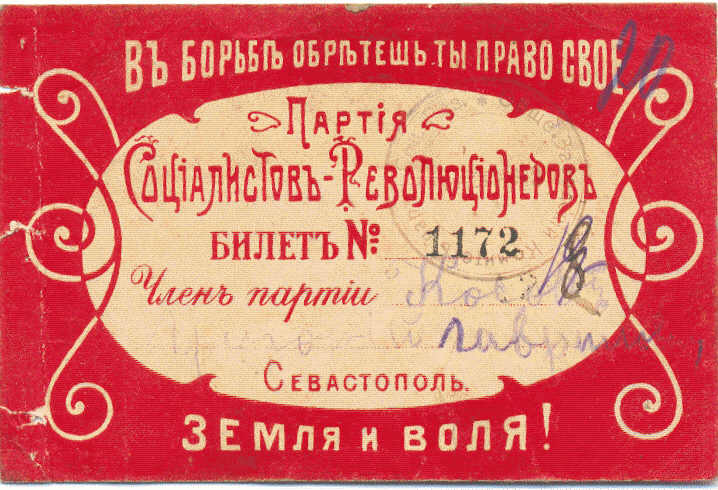 ВЪ БОРЬБѢ ОБРѢТЕШЬ ТЫ ПРАВО СВОЕ
Партія
Соціалистовъ-Революціонеровъ
БИЛЕТЪ №: 1172
Членъ партіи
Севастополь.
ЗЕМЛЯ И ВОЛЯ!